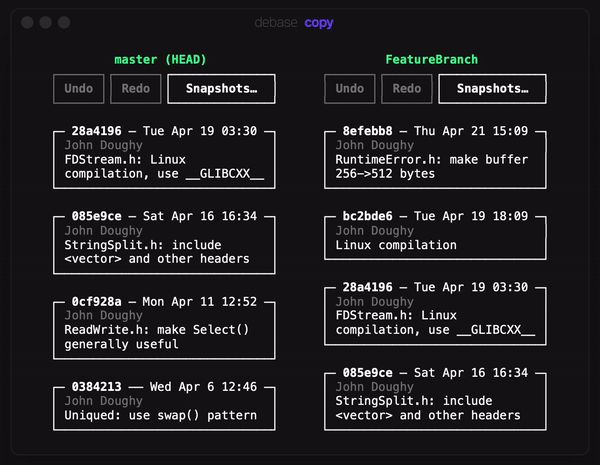 debase copy
master (HEAD)
Undo Redo Snapshots…
28a4196 — Tue Apr 19 03:30
John Doughy
FDStream.h: Linux
compilation, use __GLIBCXX__
085e9ce — Sat Apr 16 16:34
John Doughy
StringSplit.h: include
<vector> and other headers
0cf928a — Mon Apr 11 12:52
John Doughy
ReadWrite.h: make Select()
generally useful
0384213 —— Wed Apr 6 12:46
John Doughy
Uniqued: use swap() pattern
FeatureBranch
Undo Redo Snapshots…
8efebb8 — Thu Apr 21 15:09
John Doughy
RuntimeError.h: make buffer
256->512 bytes
bc2bde6 — Tue Apr 19 18:09
John Doughy
Linux compilation
28a4196 — Tue Apr 19 03:30
John Doughy
FDStream.h: Linux
compilation, use __GLIBCXX__
085e9ce — Sat Apr 16 16:34
John Doughy
StringSplit.h: include
<vector> and other headers